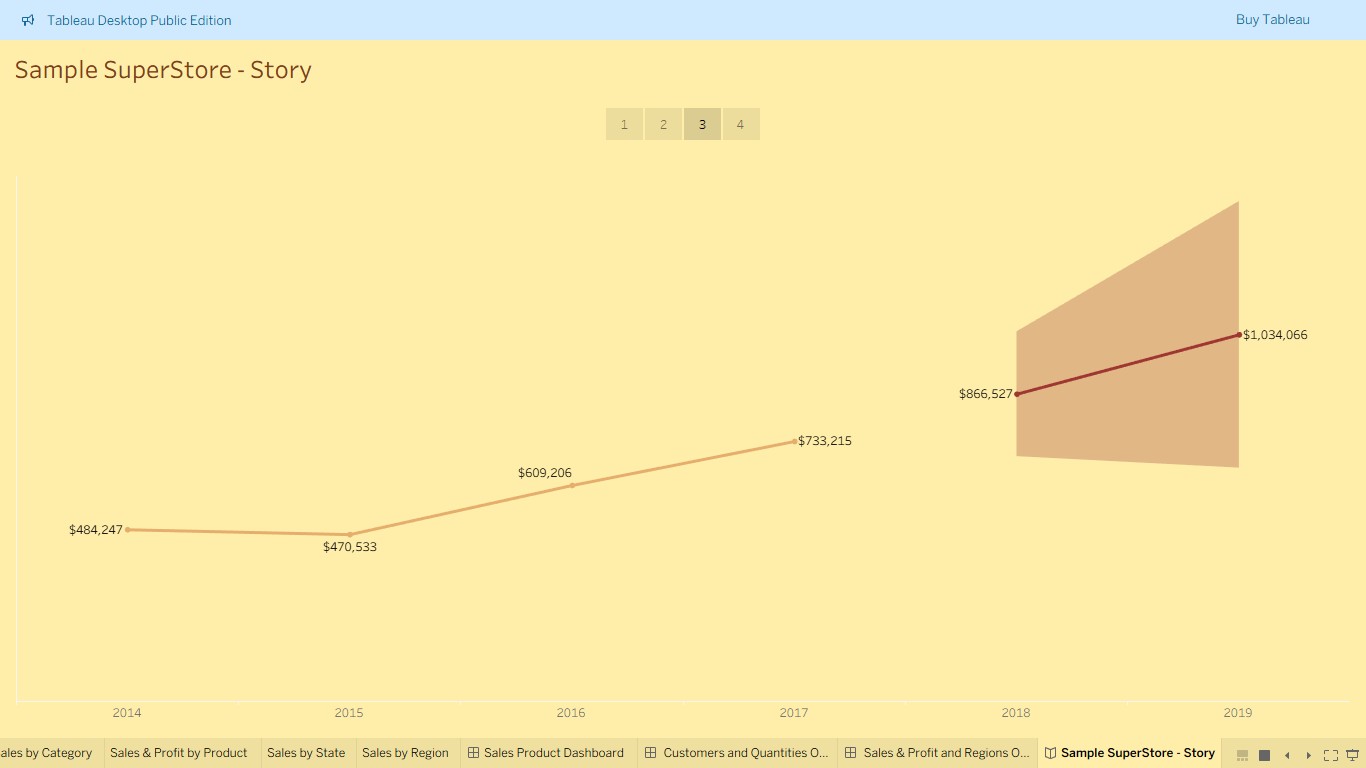 Tableau Desktop Public Edition
Buy Tableau
Sample SuperStore - Story
1 2 3 4
$1,034,066
$866,527
$733,215
$609,206
$484,247
$470,533
2014 2015 2016 2017 2018 2019
ales by Category
Sales & Profit by Product
Sales by State
Sales by Region
Sales Product Dashboard
Customers and Quantities O...
Sales & Profit and Regions O...
Sample SuperStore - Story